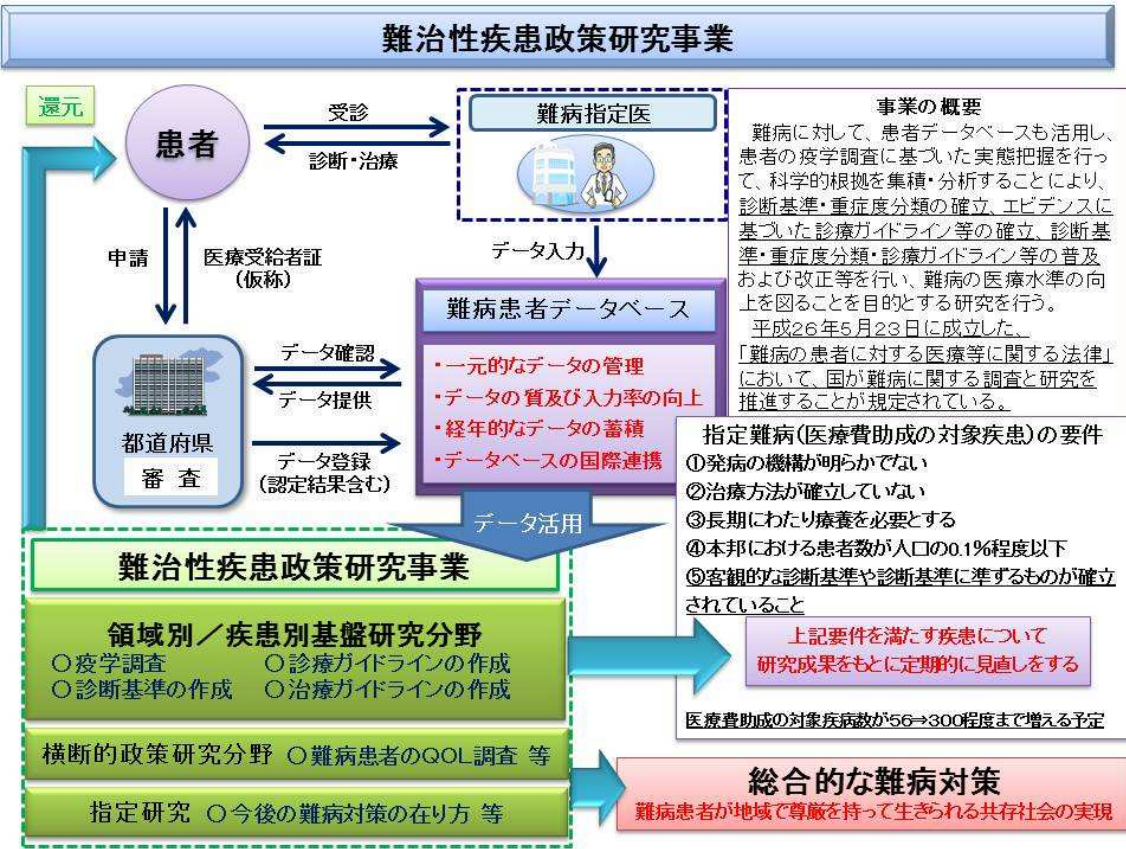 難治性疾患政策研究事業
還元
患者
受診
診断・治療
難病指定医
申請
医療受給者証
(仮称)
データ入力
難病患者データベース
・一元的なデータの管理
・データの質及び入力率の向上
・経年的なデータの蓄積
・データベースの国際連携
都道府県
審 査
データ確認
データ提供
データ登録
(認定結果含む)
データ活用
事業の概要
難病に対して、患者データベースも活用し、
患者の疫学調査に基づいた実態把握を行っ
て、科学的根拠を集積・分析することにより、
診断基準・重症度分類の確立、エビデンスに
基づいた診療ガイドライン等の確立、診断基
準・重症度分類・診療ガイドライン等の普及
および改正等を行い、難病の医療水準の向
上を図ることを目的とする研究を行う。
平成26年5月23日に成立した、
「難病の患者に対する医療等に関する法律」
において、国が難病に関する調査と研究を
推進することが規定されている。
指定難病(医療費助成の対象疾患)の要件
①発病の機構が明らかでない
②治療方法が確立していない
③長期にわたり療養を必要とする
④本邦における患者数が人口の0.1%程度以下
⑤客観的な診断基準や診断基準に準ずるものが確立
されていること
上記要件を満たす疾患について
研究成果をもとに定期的に見直しをする
医療費助成の対象疾病数が56⇒300程度まで増える予定
難治性疾患政策研究事業
領域別／疾患別基盤研究分野
○疫学調査 ○診療ガイドラインの作成
○診断基準の作成 ○治療ガイドラインの作成
横断的政策研究分野 ○難病患者のQOL調査 等
指定研究 ○今後の難病対策の在り方 等
総合的な難病対策
難病患者が地域で尊厳を持って生きられる共存社会の実現